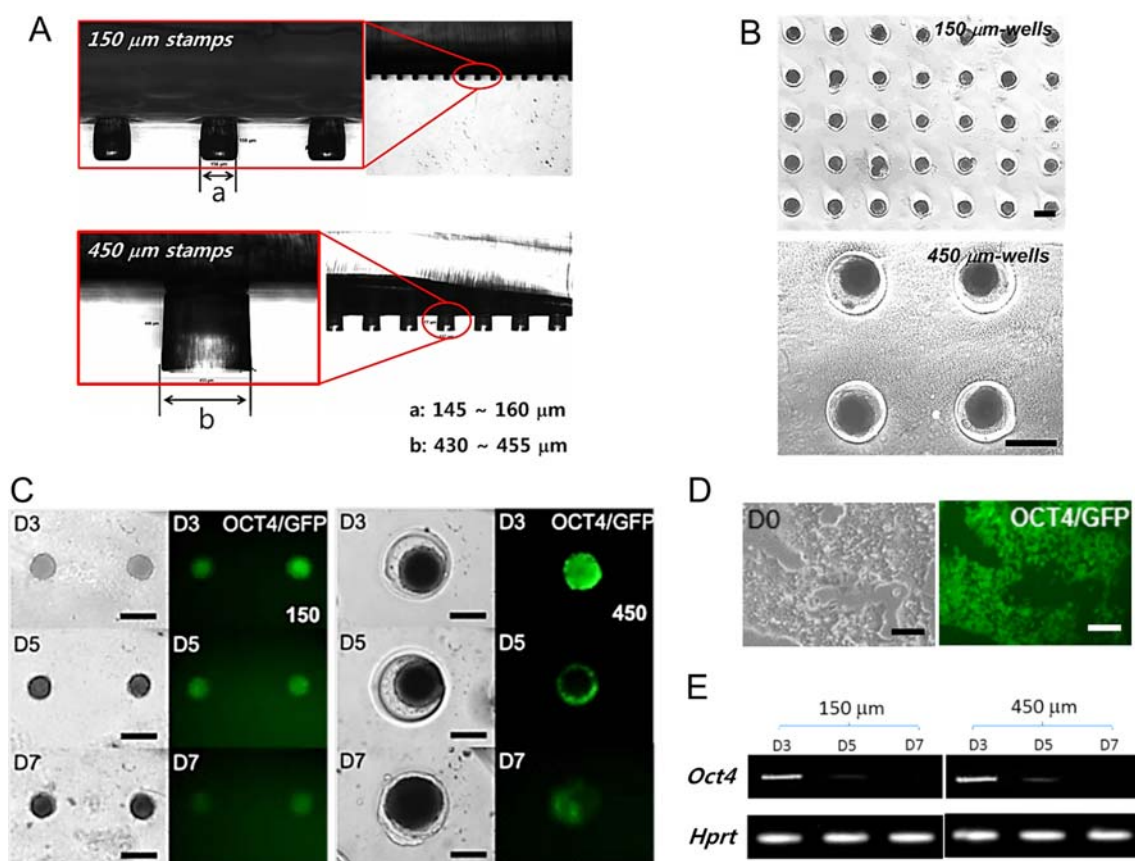 A
150 μm stamps
a
450 μm stamps
b
a: 145 ~ 160 μm
b: 430 ~ 455 μm
B
150 μm-wells
450 μm-wells
C
D3
D3
OCT4/GFP
150
D5
D5
D7
D7
D3
D3
OCT4/GFP
450
D5
D5
D7
D7
D
D0
OCT4/GFP
E
150 μm
450 μm
D3 D5 D7 D3 D5 D7
Oct4
Hprt